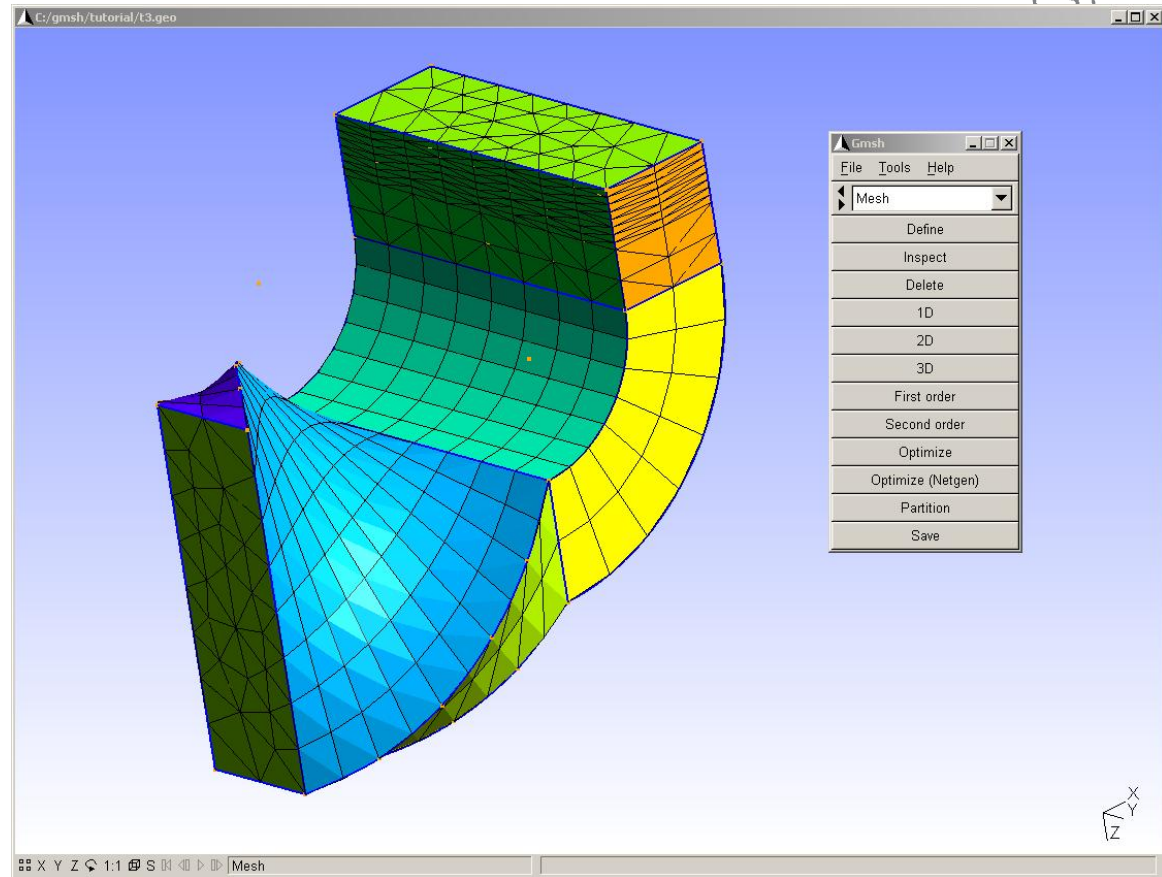 C:/gmsh/tutorial/t3.geo
Gmsh
File Tools Help
Mesh
Define
Inspect
Delete
1D
2D
3D
First order
Second order
Optimize
Optimize (Netgen)
Partition
Save
X
Y
Z
X Y Z 1:1 S Mesh